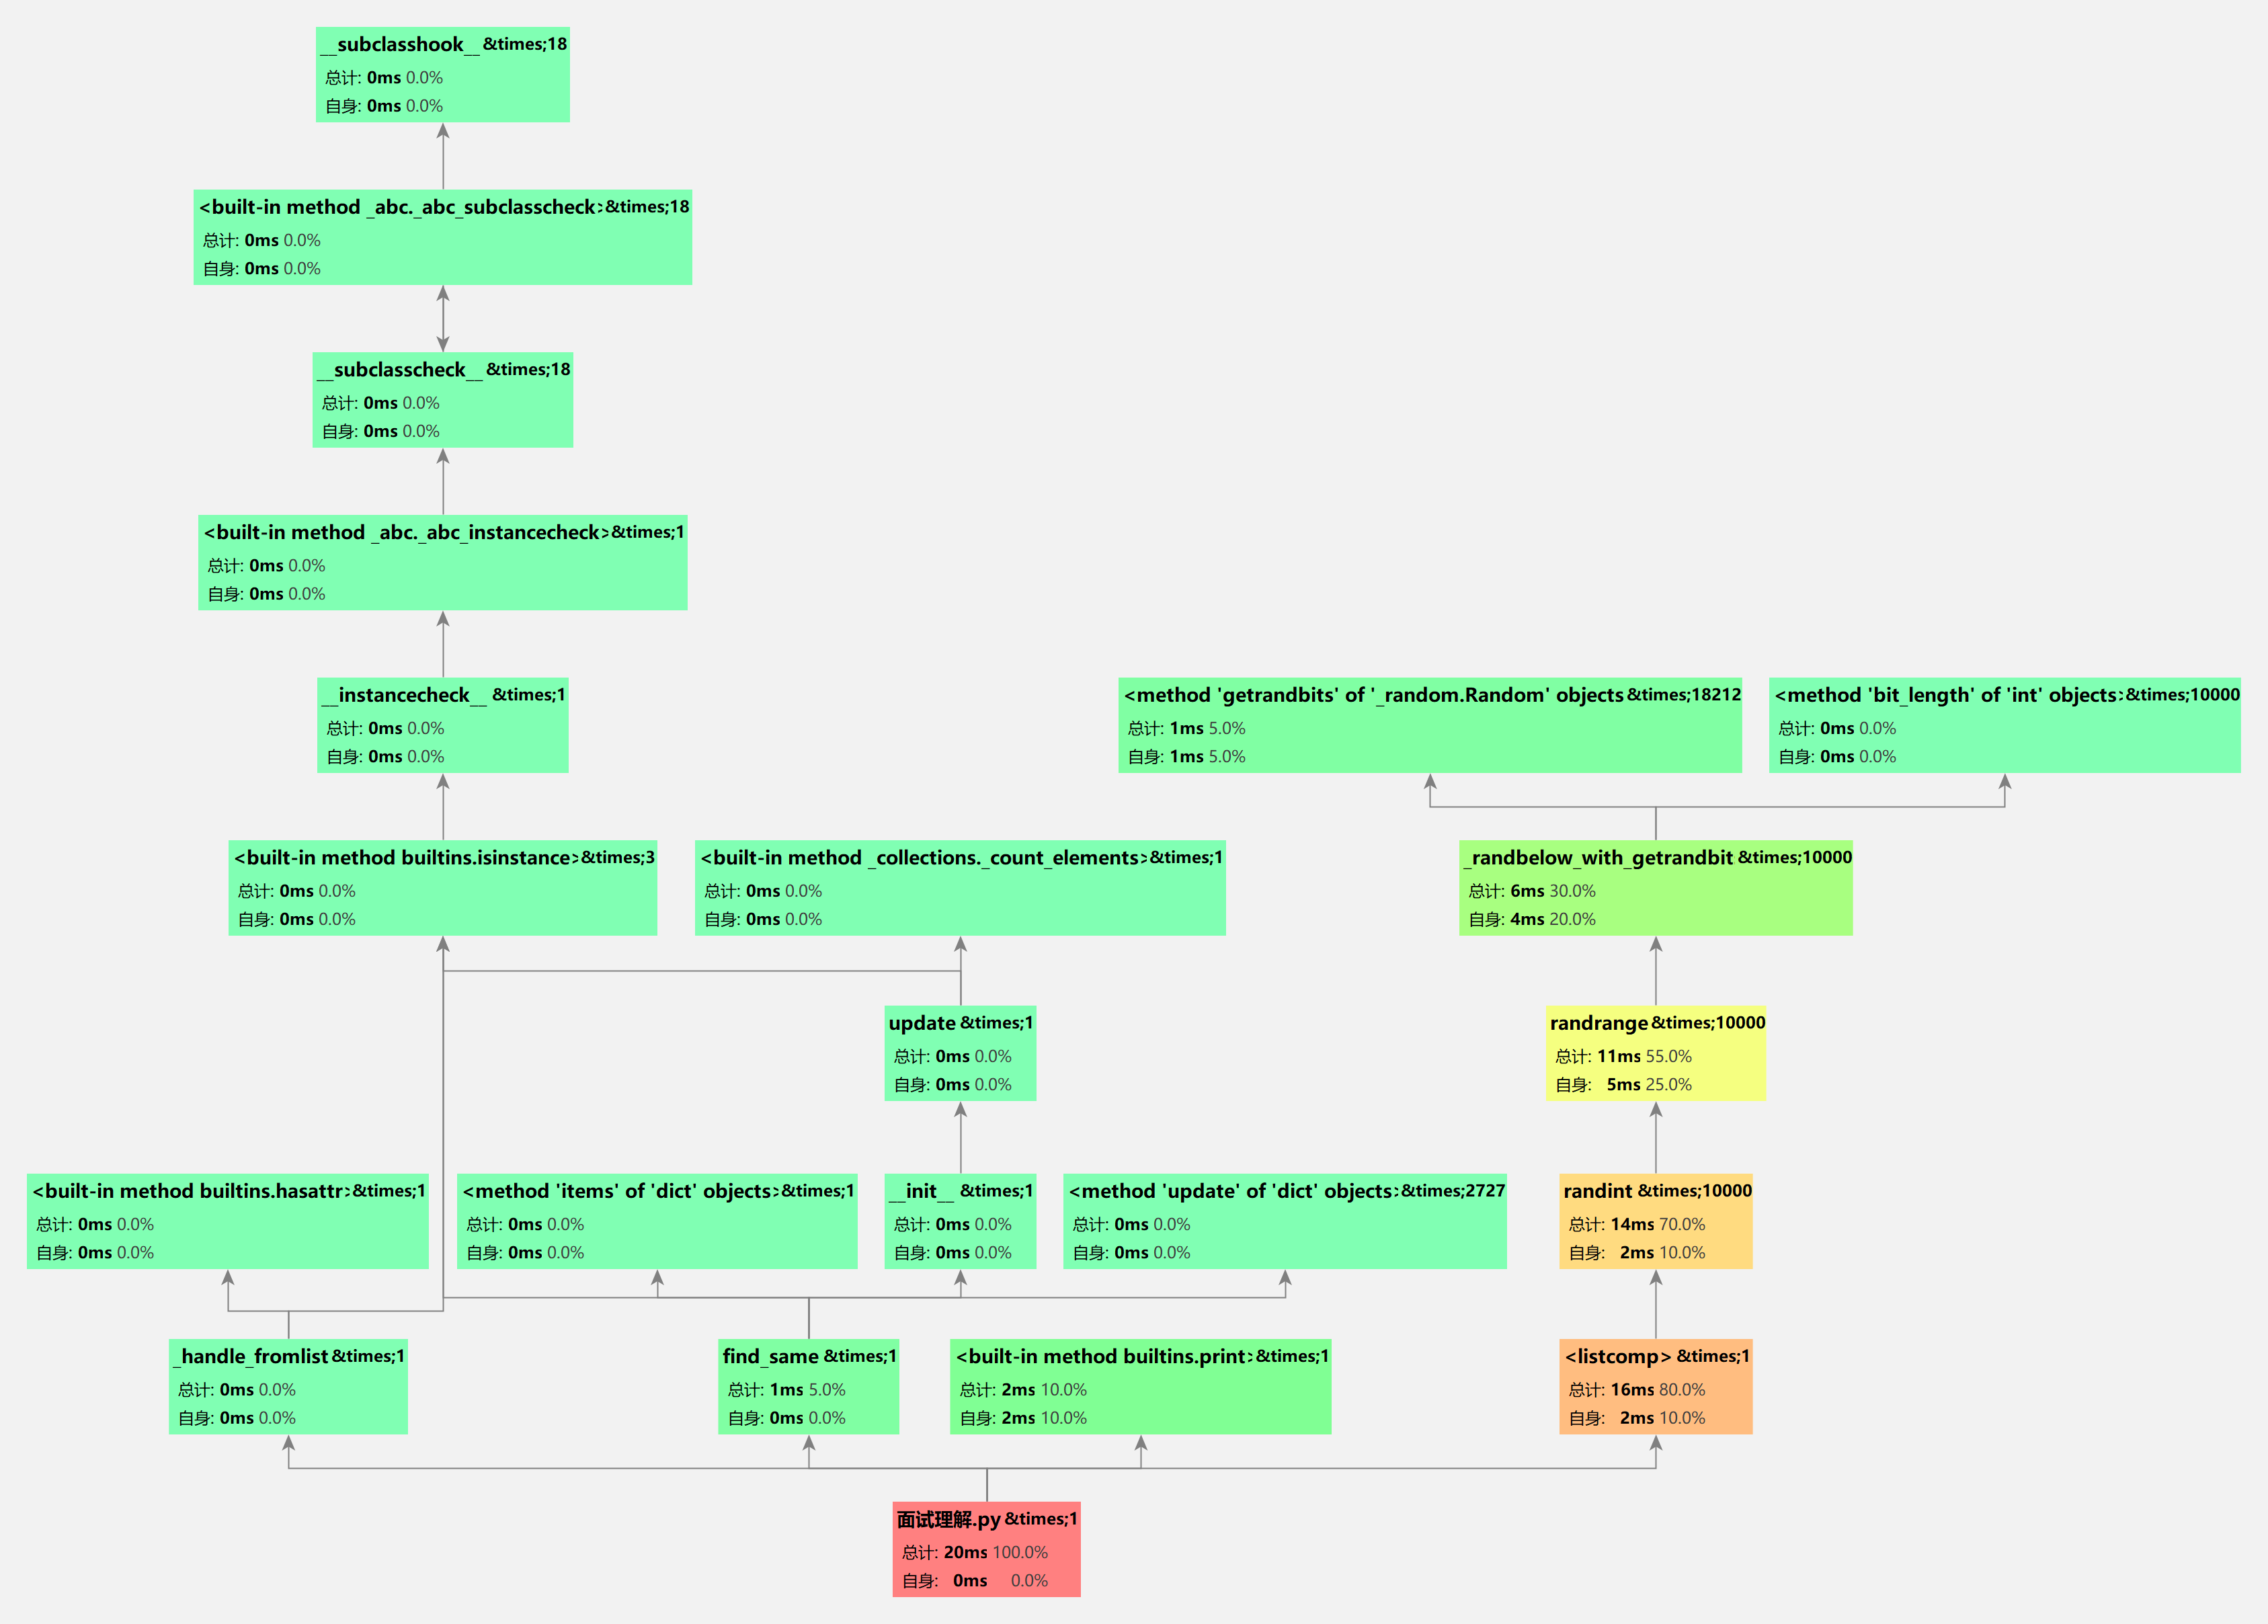 __subclasshook__ &times;18
总计: 0ms 0.0%
自身: 0ms 0.0%
<built-in method _abc._abc_subclasscheck> &times;18
总计: 0ms 0.0%
自身: 0ms 0.0%
__subclasscheck__ &times;18
总计: 0ms 0.0%
自身: 0ms 0.0%
<built-in method _abc._abc_instancecheck> &times;1
总计: 0ms 0.0%
自身: 0ms 0.0%
__instancecheck__ &times;1
总计: 0ms 0.0%
自身: 0ms 0.0%
<method 'getrandbits' of '_random.Random' objects &times;18212
总计: 1ms 5.0%
自身: 1ms 5.0%
<method 'bit_length' of 'int' objects> &times;10000
总计: 0ms 0.0%
自身: 0ms 0.0%
<built-in method builtins.isinstance> &times;3
总计: 0ms 0.0%
自身: 0ms 0.0%
<built-in method _collections._count_elements> &times;1
总计: 0ms 0.0%
自身: 0ms 0.0%
_randbelow_with_getrandbit &times;10000
总计: 6ms 30.0%
自身: 4ms 20.0%
update &times;1
总计: 0ms 0.0%
自身: 0ms 0.0%
randrange &times;10000
总计: 11ms 55.0%
自身: 5ms 25.0%
<built-in method builtins.hasattr> &times;1
总计: 0ms 0.0%
自身: 0ms 0.0%
<method 'items' of 'dict' objects> &times;1
总计: 0ms 0.0%
自身: 0ms 0.0%
__init__ &times;1
总计: 0ms 0.0%
自身: 0ms 0.0%
<method 'update' of 'dict' objects> &times;2727
总计: 0ms 0.0%
自身: 0ms 0.0%
randint &times;10000
总计: 14ms 70.0%
自身: 2ms 10.0%
_handle_fromlist &times;1
总计: 0ms 0.0%
自身: 0ms 0.0%
find_same &times;1
总计: 1ms 5.0%
自身: 0ms 0.0%
<built-in method builtins.print> &times;1
总计: 2ms 10.0%
自身: 2ms 10.0%
<listcomp> &times;1
总计: 16ms 80.0%
自身: 2ms 10.0%
面试理解.py &times;1
总计: 20ms 100.0%
自身: 0ms 0.0%